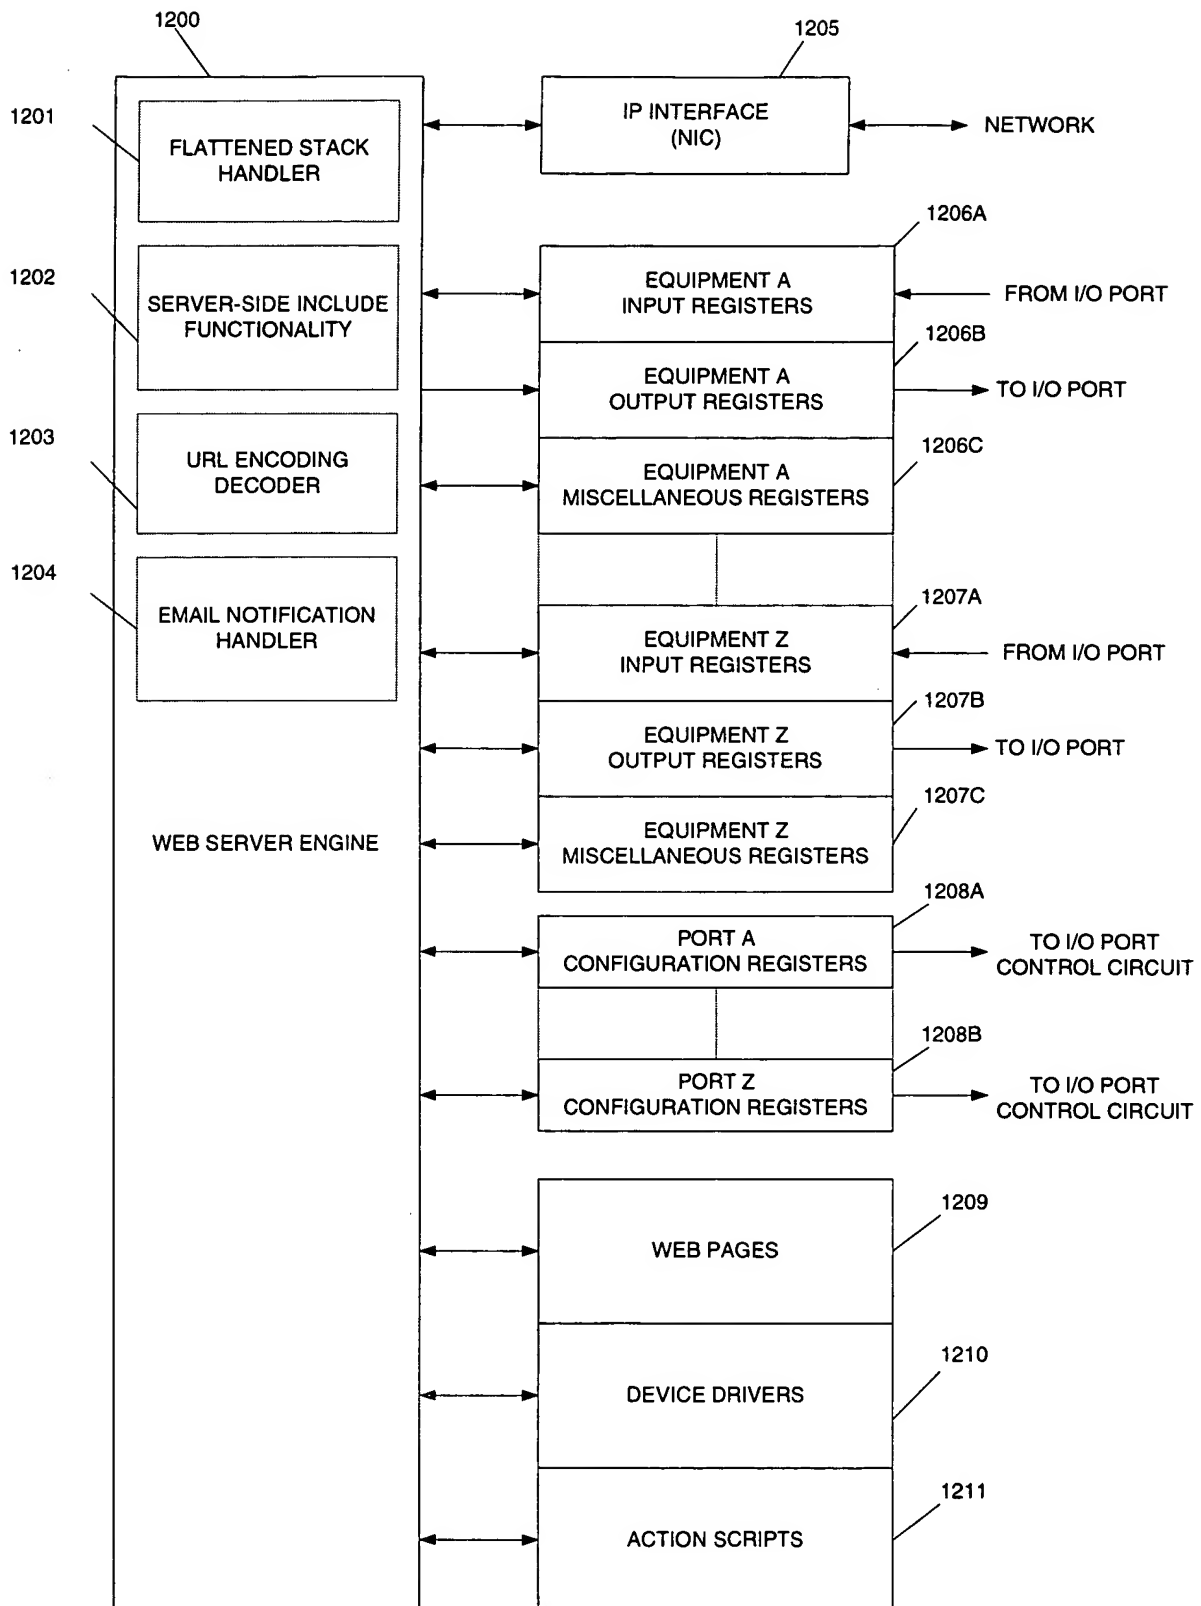 1200
1205
1201
FLATTENED STACK
HANDLER
IP INTERFACE
(NIC)
NETWORK
1206A
1202
SERVER-SIDE INCLUDE
FUNCTIONALITY
EQUIPMENT A
INPUT REGISTERS
FROM I/O PORT
1206B
EQUIPMENT A
OUTPUT REGISTERS
TO I/O PORT
1203
URL ENCODING
DECODER
1206C
EQUIPMENT A
MISCELLANEOUS REGISTERS
1204
EMAIL NOTIFICATION
HANDLER
1207A
EQUIPMENT Z
INPUT REGISTERS
FROM I/O PORT
1207B
EQUIPMENT Z
OUTPUT REGISTERS
TO I/O PORT
1207C
WEB SERVER ENGINE
EQUIPMENT Z
MISCELLANEOUS REGISTERS
1208A
PORT A
CONFIGURATION REGISTERS
TO I/O PORT
CONTROL CIRCUIT
1208B
PORT Z
CONFIGURATION REGISTERS
TO I/O PORT
CONTROL CIRCUIT
1209
WEB PAGES
1210
DEVICE DRIVERS
1211
ACTION SCRIPTS